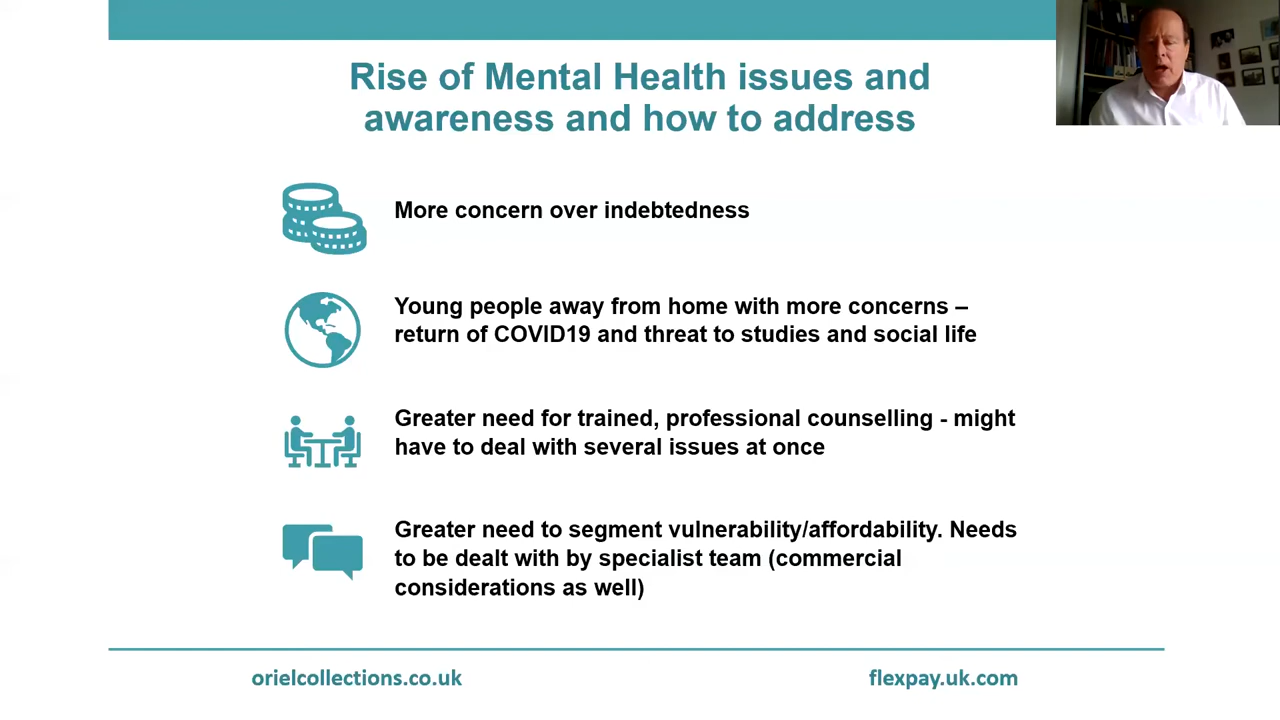 Rise of Mental Health issues and
awareness and how to address
More concern over indebtedness
Young people away from home with more concerns –
return of COVID19 and threat to studies and social life
Greater need for trained, professional counselling - might
have to deal with several issues at once
Greater need to segment vulnerability/affordability. Needs
to be dealt with by specialist team (commercial
considerations as well)
orielcollections.co.uk
flexpay.uk.com